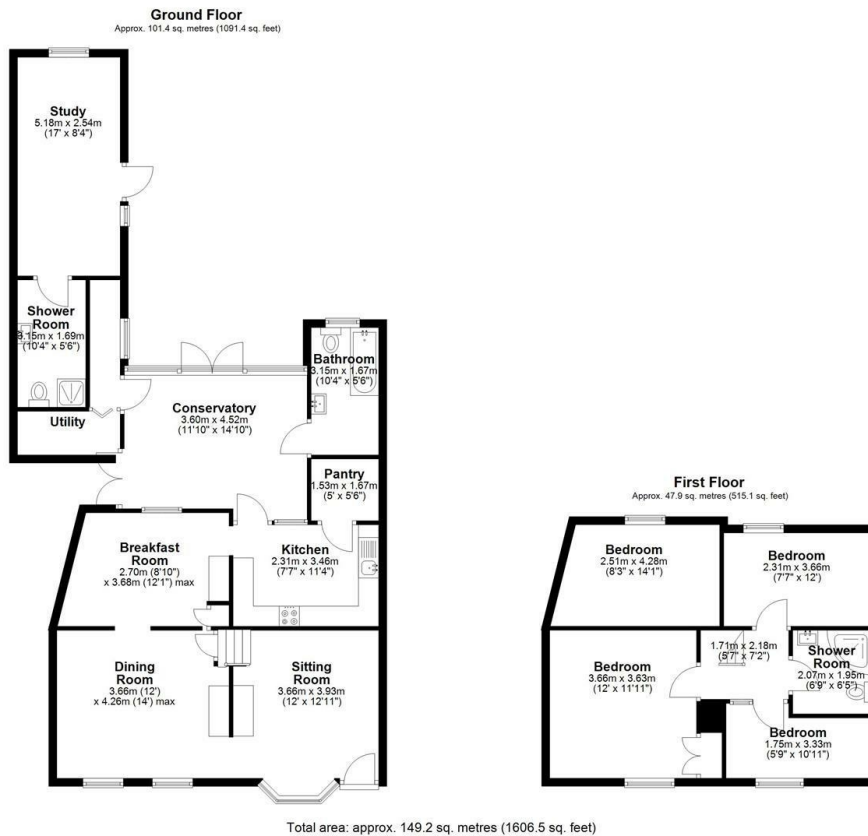 Ground Floor
Approx. 101.4 sq. metres (1091.4 sq. feet)
Study
5.18m x 2.54m
(17' x 8'4")
Shower
Room
3.15m x 1.69m
(10'4" x 5'6")
Utility
Bathroom
3.15m x 1.67m
(10'4" x 5'6")
Conservatory
3.60m x 4.52m
(11'10" x 14'10")
Pantry
1.53m x 1.67m
(5' x 5'6")
Breakfast
Room
2.70m (8'10")
x 3.68m (12'1") max
Kitchen
2.31m x 3.46m
(7'7" x 11'4")
Dining
Room
3.66m (12')
x 4.26m (14') max
Sitting
Room
3.66m x 3.93m
(12' x 12'11")
First Floor
Approx. 47.9 sq. metres (515.1 sq. feet)
Bedroom
2.51m x 4.28m
(8'3" x 14'1")
Bedroom
2.31m x 3.66m
(7'7" x 12')
1.71m x 2.18m
(5'7" x 7'2")
Shower
Room
2.07m x 1.95m
(6'9" x 6'5")
Bedroom
3.66m x 3.63m
(12' x 11'11")
Bedroom
1.75m x 3.33m
(5'9" x 10'11")
Total area: approx. 149.2 sq. metres (1606.5 sq. feet)